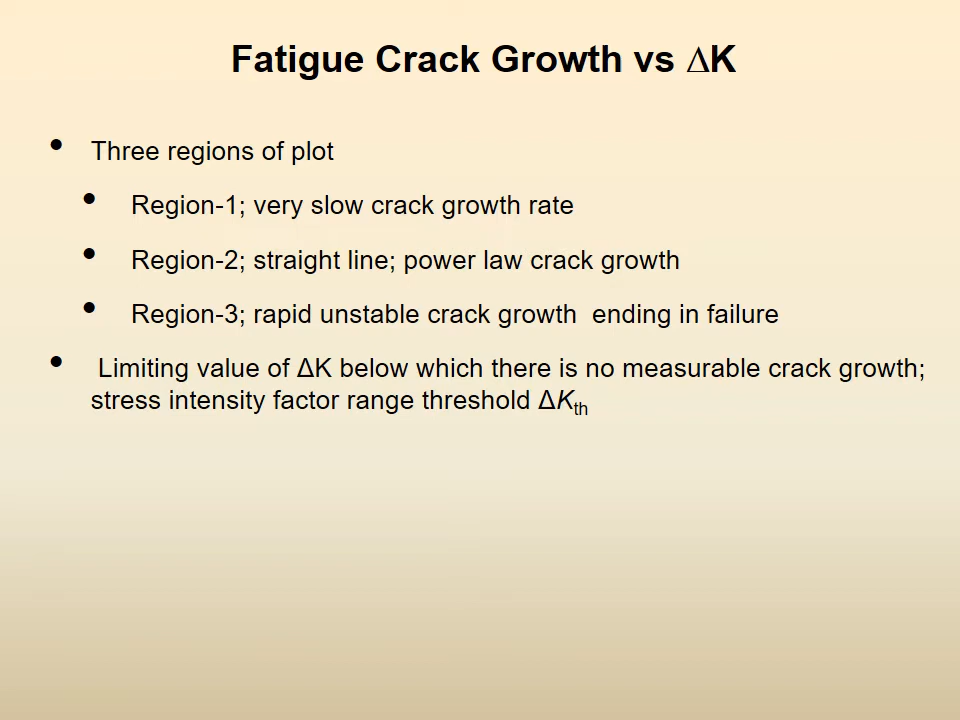 Fatigue Crack Growth vs ∆K
• Three regions of plot
• Region-1; very slow crack growth rate
• Region-2; straight line; power law crack growth
• Region-3; rapid unstable crack growth  ending in failure
• Limiting value of ΔK below which there is no measurable crack growth;
stress intensity factor range threshold ΔKth